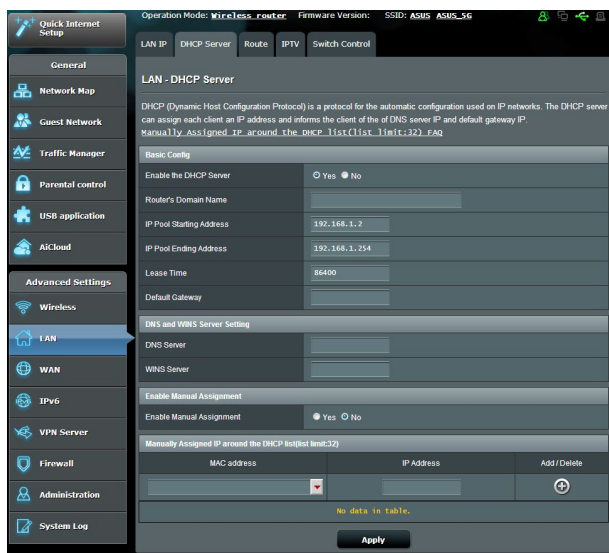 Quick Internet
Setup
General
Network Map
Guest Network
Traffic Manager
Parental control
USB application
AiCloud
Advanced Settings
Wireless
LAN
WAN
IPv6
VPN Server
Firewall
Administration
System Log
Operation Mode: Wireless router Firmware Version: SSID: ASUS ASUS_5G
LAN IP DHCP Server Route IPTV Switch Control
LAN - DHCP Server
DHCP (Dynamic Host Configuration Protocol) is a protocol for the automatic configuration used on IP networks. The DHCP server
can assign each client an IP address and informs the client of the of DNS server IP and default gateway
IP.
Manually Assigned IP around the DHCP list(list limit:32) FAQ
Basic Config
Enable the DHCP Server Yes No
Router's Domain Name
IP Pool Starting Address 192.168.1.2
IP Pool Ending Address 192.168.1.254
Lease Time 86400
Default Gateway
DNS and WINS Server Setting
DNS Server
WINS Server
Enable Manual Assignment
Enable Manual Assignment Yes No
Manually Assigned IP around the DHCP list(list limit:32)
MAC address IP Address Add / Delete
No data in table.
Apply